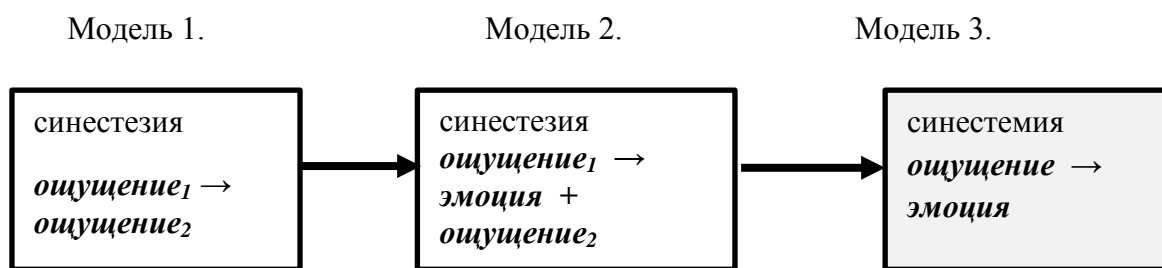 Модель 1. Модель 2. Модель 3.
синестезия
ощущение₁ →
ощущение₂
синестезия
ощущение₁ →
эмоция +
ощущение₂
синестемия
ощущение →
эмоция